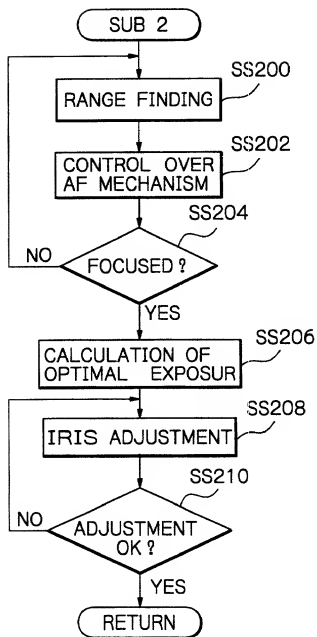 SUB 2
SS200
RANGE FINDING
SS202
CONTROL OVER
AF MECHANISM
SS204
NO
FOCUSED?
YES
SS206
CALCULATION OF
OPTIMAL EXPOSUR
SS208
IRIS ADJUSTMENT
SS210
NO
ADJUSTMENT
OK?
YES
RETURN